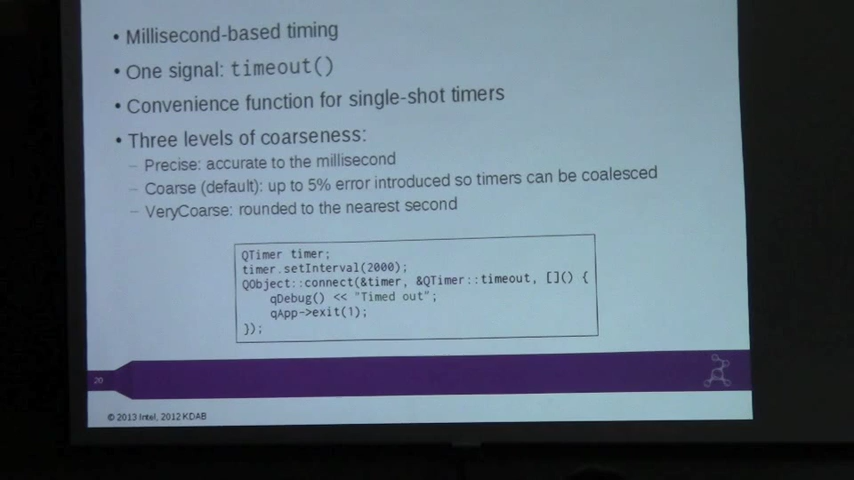 • Millisecond-based timing
• One signal: timeout()
• Convenience function for single-shot timers
• Three levels of coarseness:
– Precise: accurate to the millisecond
– Coarse (default): up to 5% error introduced so timers can be coalesced
– VeryCoarse: rounded to the nearest second
QTimer timer;
timer.setInterval(2000);
QObject::connect(&timer, &QTimer::timeout, []() {
    qDebug() << "Timed out";
    qApp->exit(1);
});
20
© 2013 Intel, 2012 KDAB